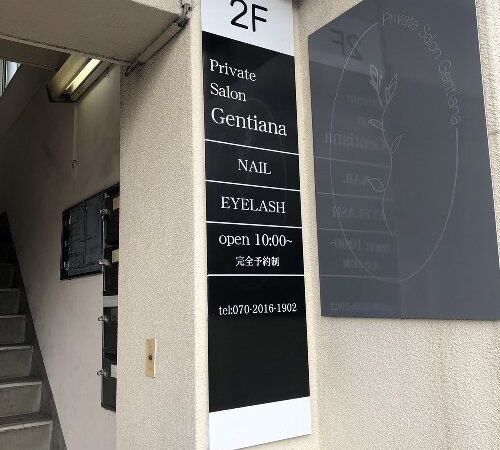 2F
Private
Salon
Gentiana
NAIL
EYELASH
open 10:00~
完全予約制
tel:070-2016-1902
Private Salon Gentiana